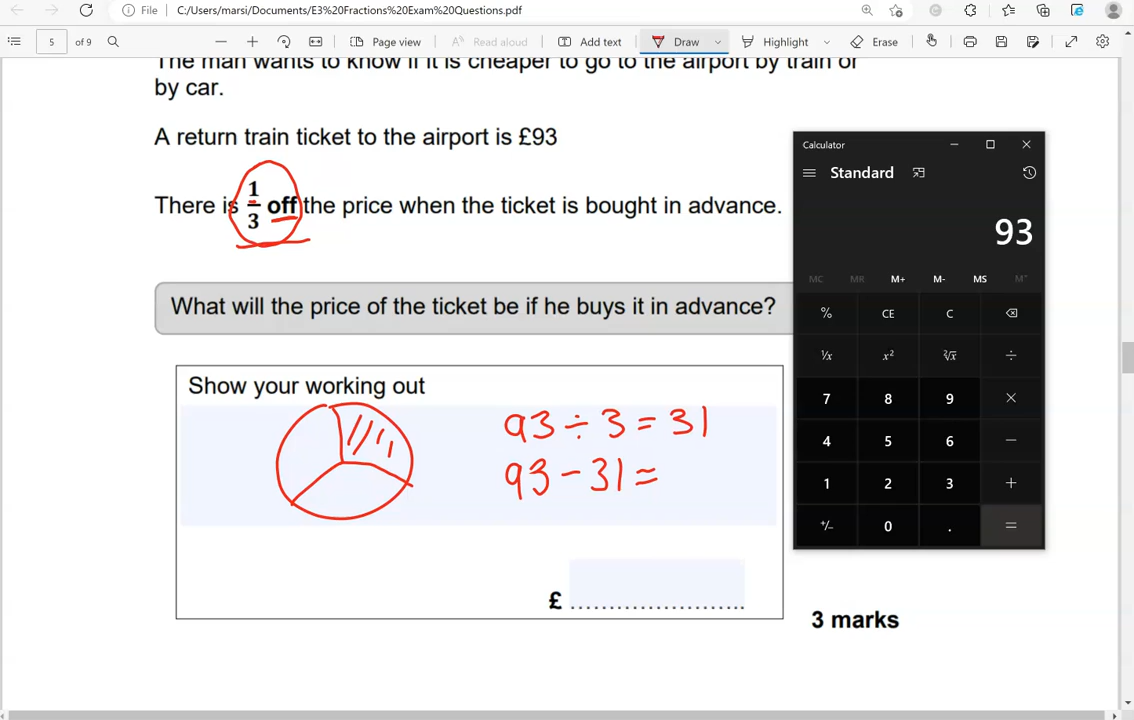 File
C:/Users/marsi/Documents/E3%20Fractions%20Exam%20Questions.pdf
5 of 9
Page view
Read aloud
Add text
Draw
Highlight
Erase
The man wants to know if it is cheaper to go to the airport by train or
by car.
A return train ticket to the airport is £93
There is 1/3 off the price when the ticket is bought in advance.
What will the price of the ticket be if he buys it in advance?
Show your working out
93 ÷ 3 = 31
93 - 31 =
£ ........................
3 marks
Calculator
Standard
93
MC MR M+ M- MS M˅
% CE C
¹/x x² ²√x ÷
7 8 9 ×
4 5 6 −
1 2 3 +
+/− 0 . =